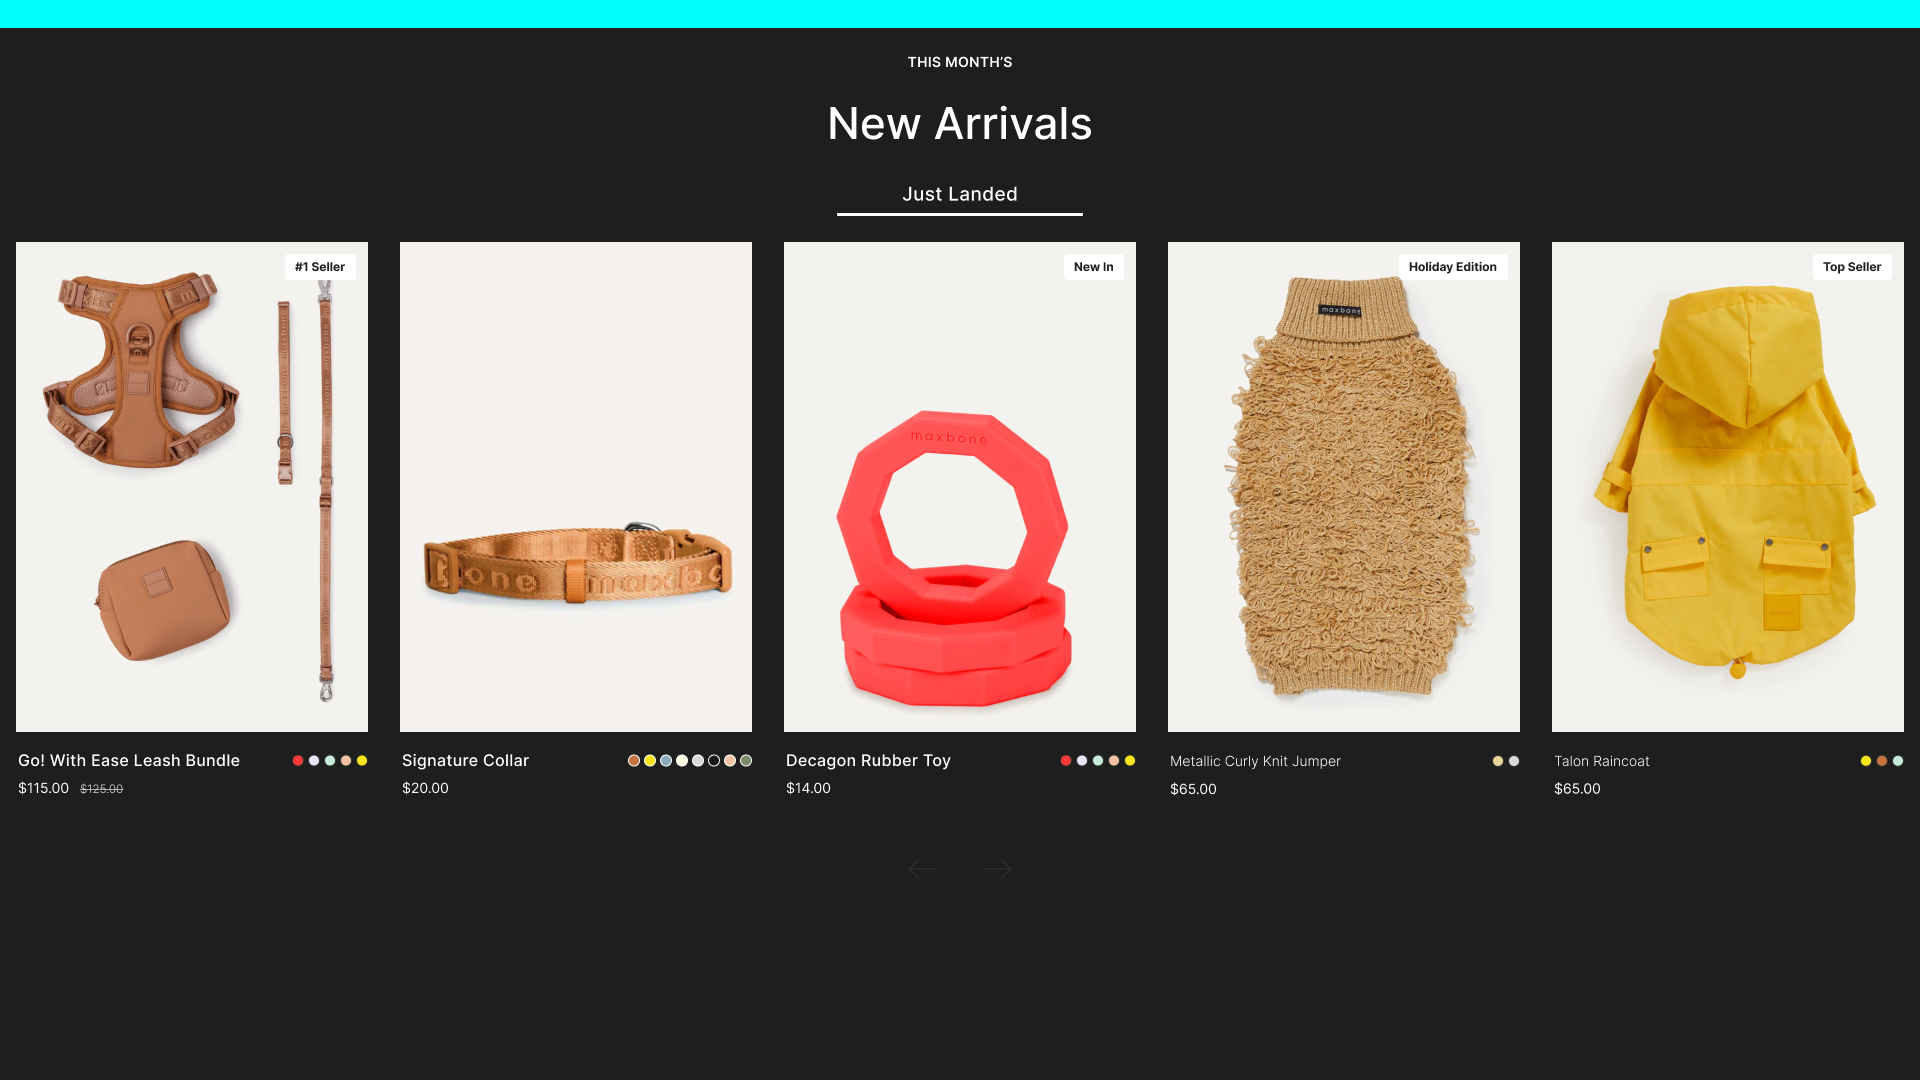 THIS MONTH'S
New Arrivals
Just Landed
#1 Seller
New In
Holiday Edition
Top Seller
maxbone
maxbone
one maxbo
Go! With Ease Leash Bundle
$115.00 $125.00
Signature Collar
$20.00
Decagon Rubber Toy
$14.00
Metallic Curly Knit Jumper
$65.00
Talon Raincoat
$65.00